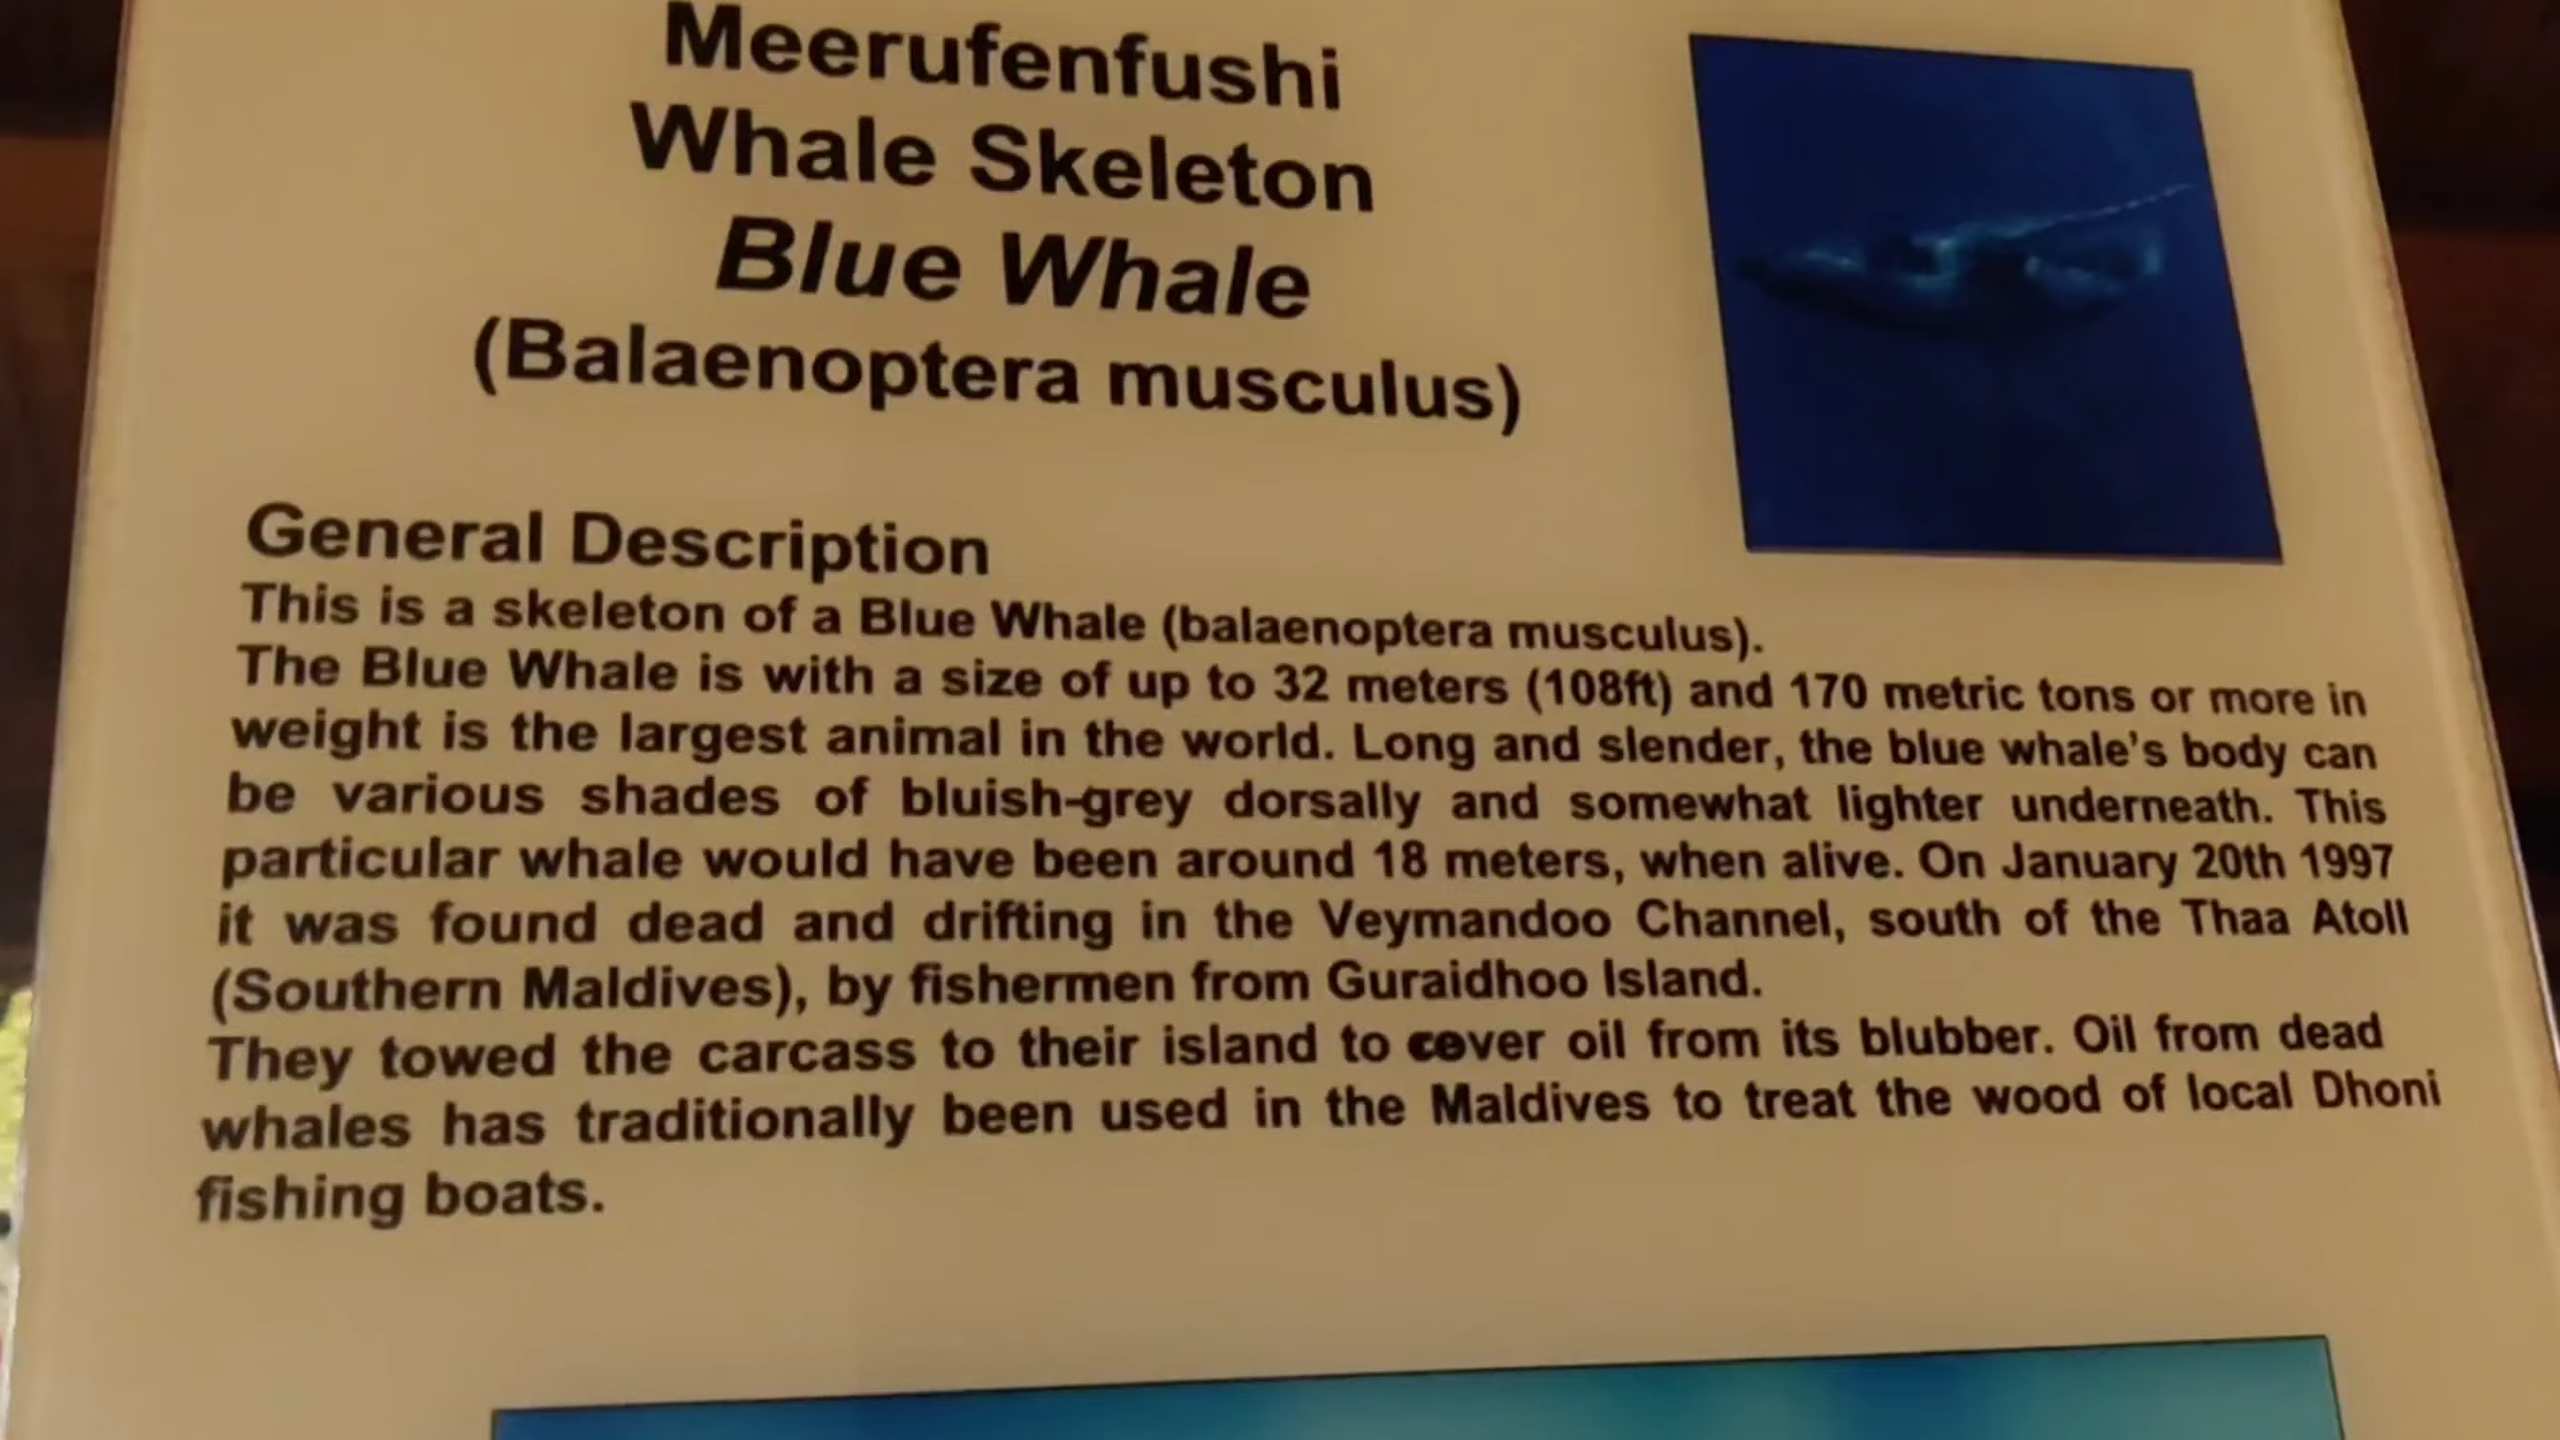 Meerufenfushi
Whale Skeleton
Blue Whale
(Balaenoptera musculus)
General Description
This is a skeleton of a Blue Whale (balaenoptera musculus).
The Blue Whale is with a size of up to 32 meters (108ft) and 170 metric tons or more in
weight is the largest animal in the world. Long and slender, the blue whale's body can
be various shades of bluish-grey dorsally and somewhat lighter underneath. This
particular whale would have been around 18 meters, when alive. On January 20th 1997
it was found dead and drifting in the Veymandoo Channel, south of the Thaa Atoll
(Southern Maldives), by fishermen from Guraidhoo Island.
They towed the carcass to their island to cover oil from its blubber. Oil from dead
whales has traditionally been used in the Maldives to treat the wood of local Dhoni
fishing boats.